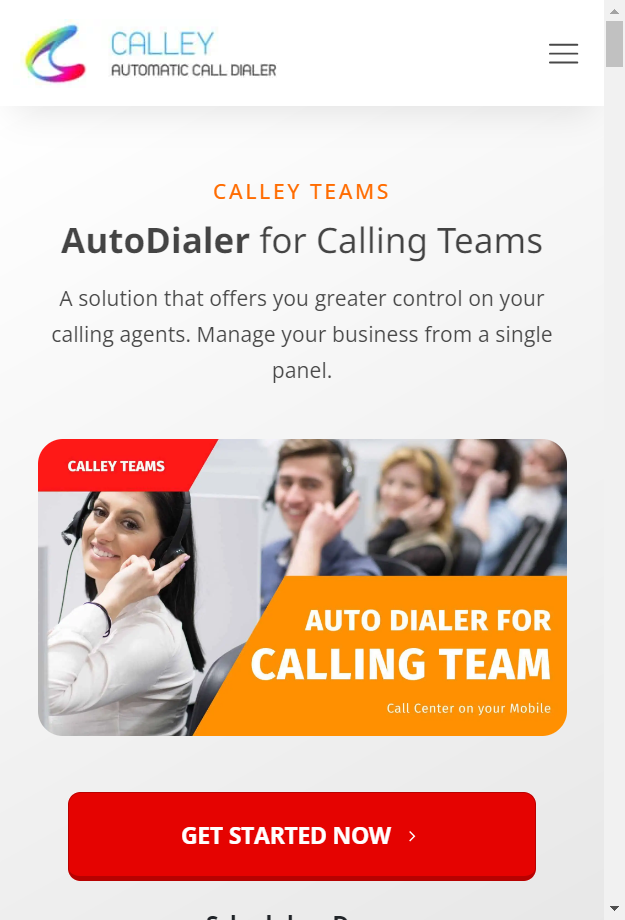 CALLEY
AUTOMATIC CALL DIALER
CALLEY TEAMS
AutoDialer for Calling Teams
A solution that offers you greater control on your
calling agents. Manage your business from a single
panel.
CALLEY TEAMS
AUTO DIALER FOR
CALLING TEAM
Call Center on your Mobile
GET STARTED NOW